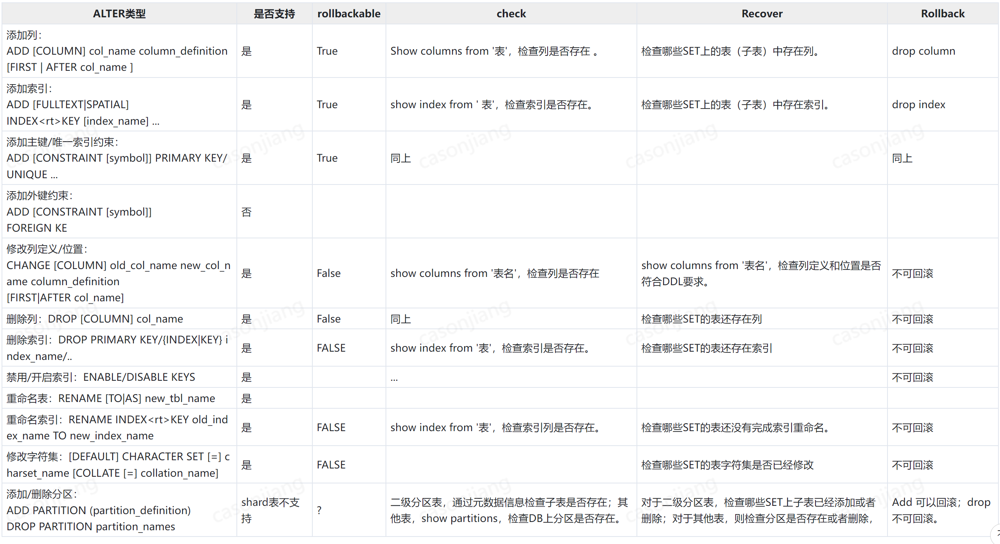 ALTER类型 是否支持 rollbackable check Recover Rollback
添加列：
ADD [COLUMN] col_name column_definition
[FIRST | AFTER col_name ]
是
True
Show columns from '表'，检查列是否存在 。
检查哪些SET上的表（子表）中存在列。
drop column
添加索引：
ADD [FULLTEXT|SPATIAL]
INDEX<rt>KEY [index_name] ...
是
True
show index from ' 表'，检查索引是否存在。
检查哪些SET上的表（子表）中存在索引。
drop index
添加主键/唯一索引约束：
ADD [CONSTRAINT [symbol]] PRIMARY KEY/
UNIQUE ...
是
True
同上
同上
添加外键约束：
ADD [CONSTRAINT [symbol]]
FOREIGN KE
否
修改列定义/位置：
CHANGE [COLUMN] old_col_name new_col_n
ame column_definition
[FIRST|AFTER col_name]
是
False
show columns from '表名'，检查列是否存在
show columns from '表名'，检查列定义和位置是否
符合DDL要求。
不可回滚
删除列：DROP [COLUMN] col_name
是
False
同上
检查哪些SET的表还存在列
不可回滚
删除索引：DROP PRIMARY KEY/{INDEX|KEY} i
ndex_name/..
是
FALSE
show index from '表'，检查索引是否存在。
检查哪些SET的表还存在索引
不可回滚
禁用/开启索引：ENABLE/DISABLE KEYS
是
...
不可回滚
重命名表：RENAME [TO|AS] new_tbl_name
是
重命名索引：RENAME INDEX<rt>KEY old_ind
ex_name TO new_index_name
是
FALSE
show index from '表'，检查索引列是否存在。
检查哪些SET的表还没有完成索引重命名。
不可回滚
修改字符集：[DEFAULT] CHARACTER SET [=] c
harset_name [COLLATE [=] collation_name]
是
FALSE
检查哪些SET的表字符集是否已经修改
不可回滚
添加/删除分区：
ADD PARTITION (partition_definition)
DROP PARTITION partition_names
shard表不支
持
?
二级分区表，通过元数据信息检查子表是否存在；其
他表，show partitions，检查DB上分区是否存在。
对于二级分区表，检查哪些SET上子表已经添加或者
删除；对于其他表，则检查分区是否存在或者删除，
Add 可以回滚；drop
不可回滚。
casonjiang casonjiang casonjiang casonjiang casonjiang
casonjiang casonjiang casonjiang casonjiang casonjiang
casonjiang casonjiang casonjiang casonjiang casonjiang